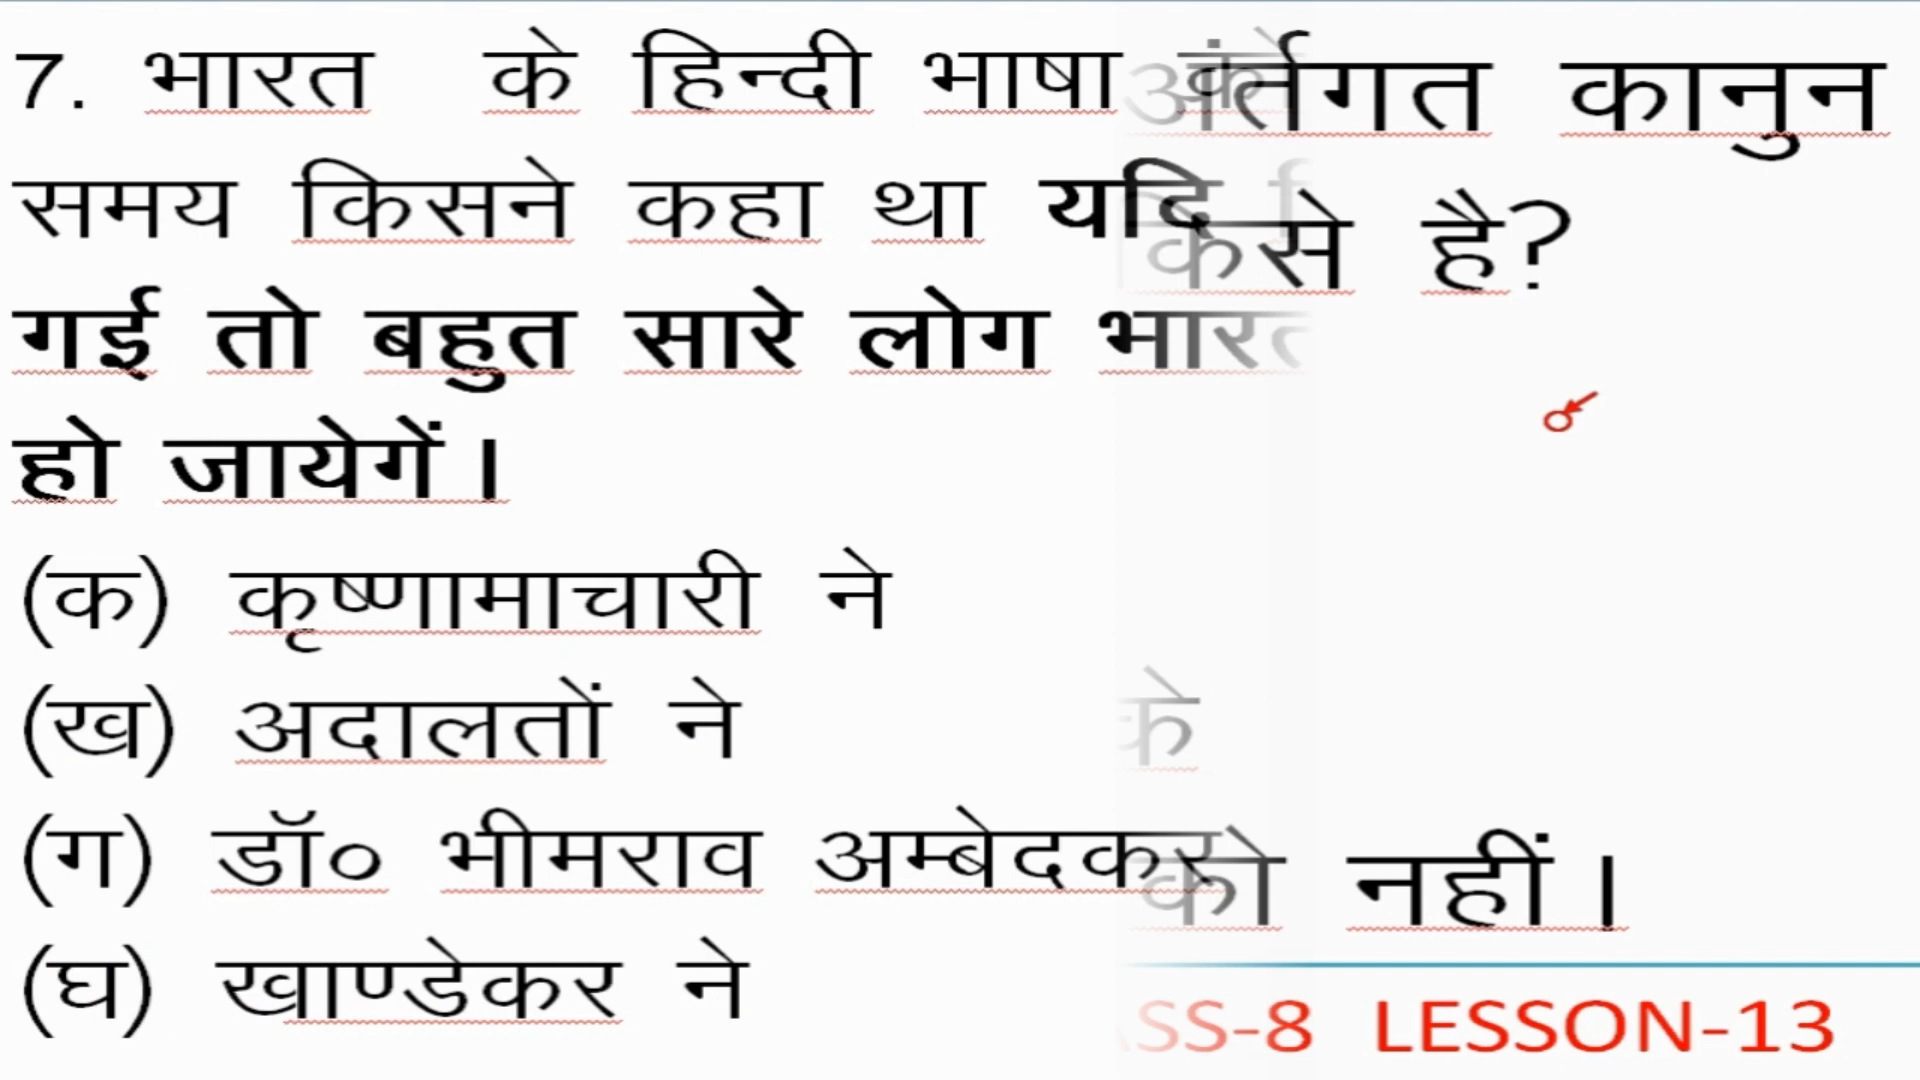 7. भारत के हिन्दी भाषा के
समय किसने कहा था यदि
गई तो बहुत सारे लोग भारत
हो जायेगें।
(क) कृष्णामाचारी ने
(ख) अदालतों ने
(ग) डॉ० भीमराव अम्बेदकर
(घ) खाण्डेकर ने
अंर्तगत कानुन
किसे है?
के
को नहीं।
SS-8 LESSON-13